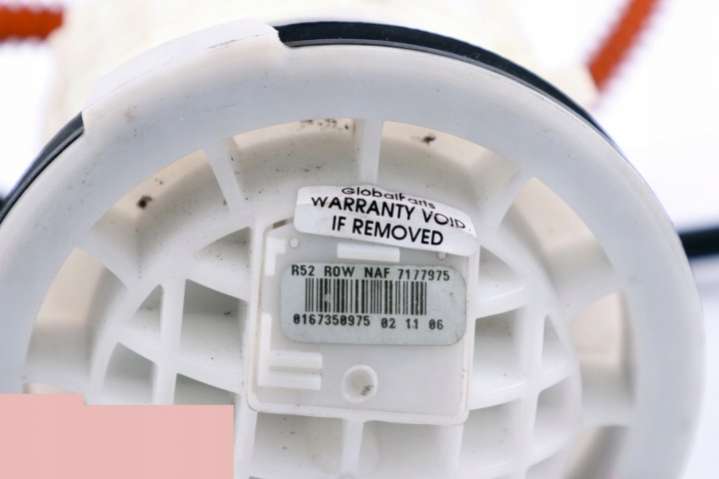 GlobalParts
WARRANTY VOID
IF REMOVED
R52 ROW NAF 7177975
0167350975 02 11 06